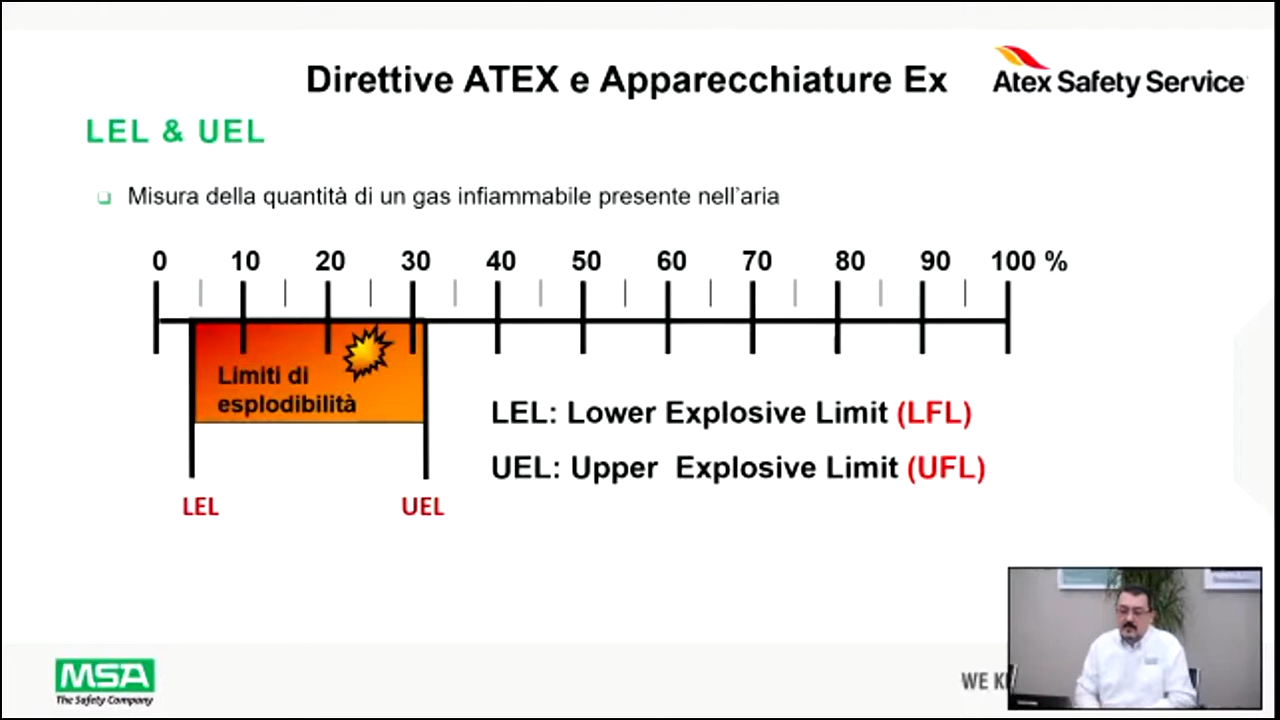 Direttive ATEX e Apparecchiature Ex
Atex Safety Service
LEL & UEL
Misura della quantità di un gas infiammabile presente nell'aria
0 10 20 30 40 50 60 70 80 90 100 %
Limiti di
esplodibilità
LEL: Lower Explosive Limit (LFL)
UEL: Upper Explosive Limit (UFL)
LEL UEL
MSA
The Safety Company
WE